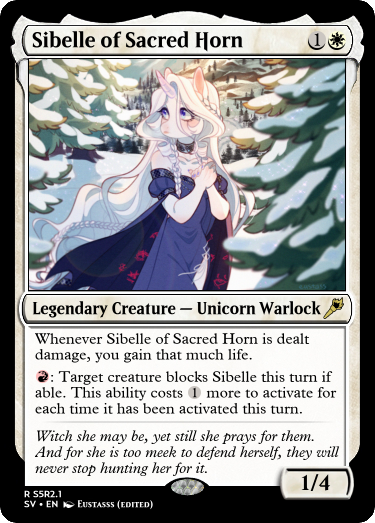 Sibelle of Sacred Horn 1
Legendary Creature — Unicorn Warlock
Whenever Sibelle of Sacred Horn is dealt
damage, you gain that much life.
: Target creature blocks Sibelle this turn if
able. This ability costs 1 more to activate for
each time it has been activated this turn.
Witch she may be, yet still she prays for them.
And for she is too meek to defend herself, they will
never stop hunting her for it.
1/4
R S5R2.1
SV • EN Eustasss (edited)